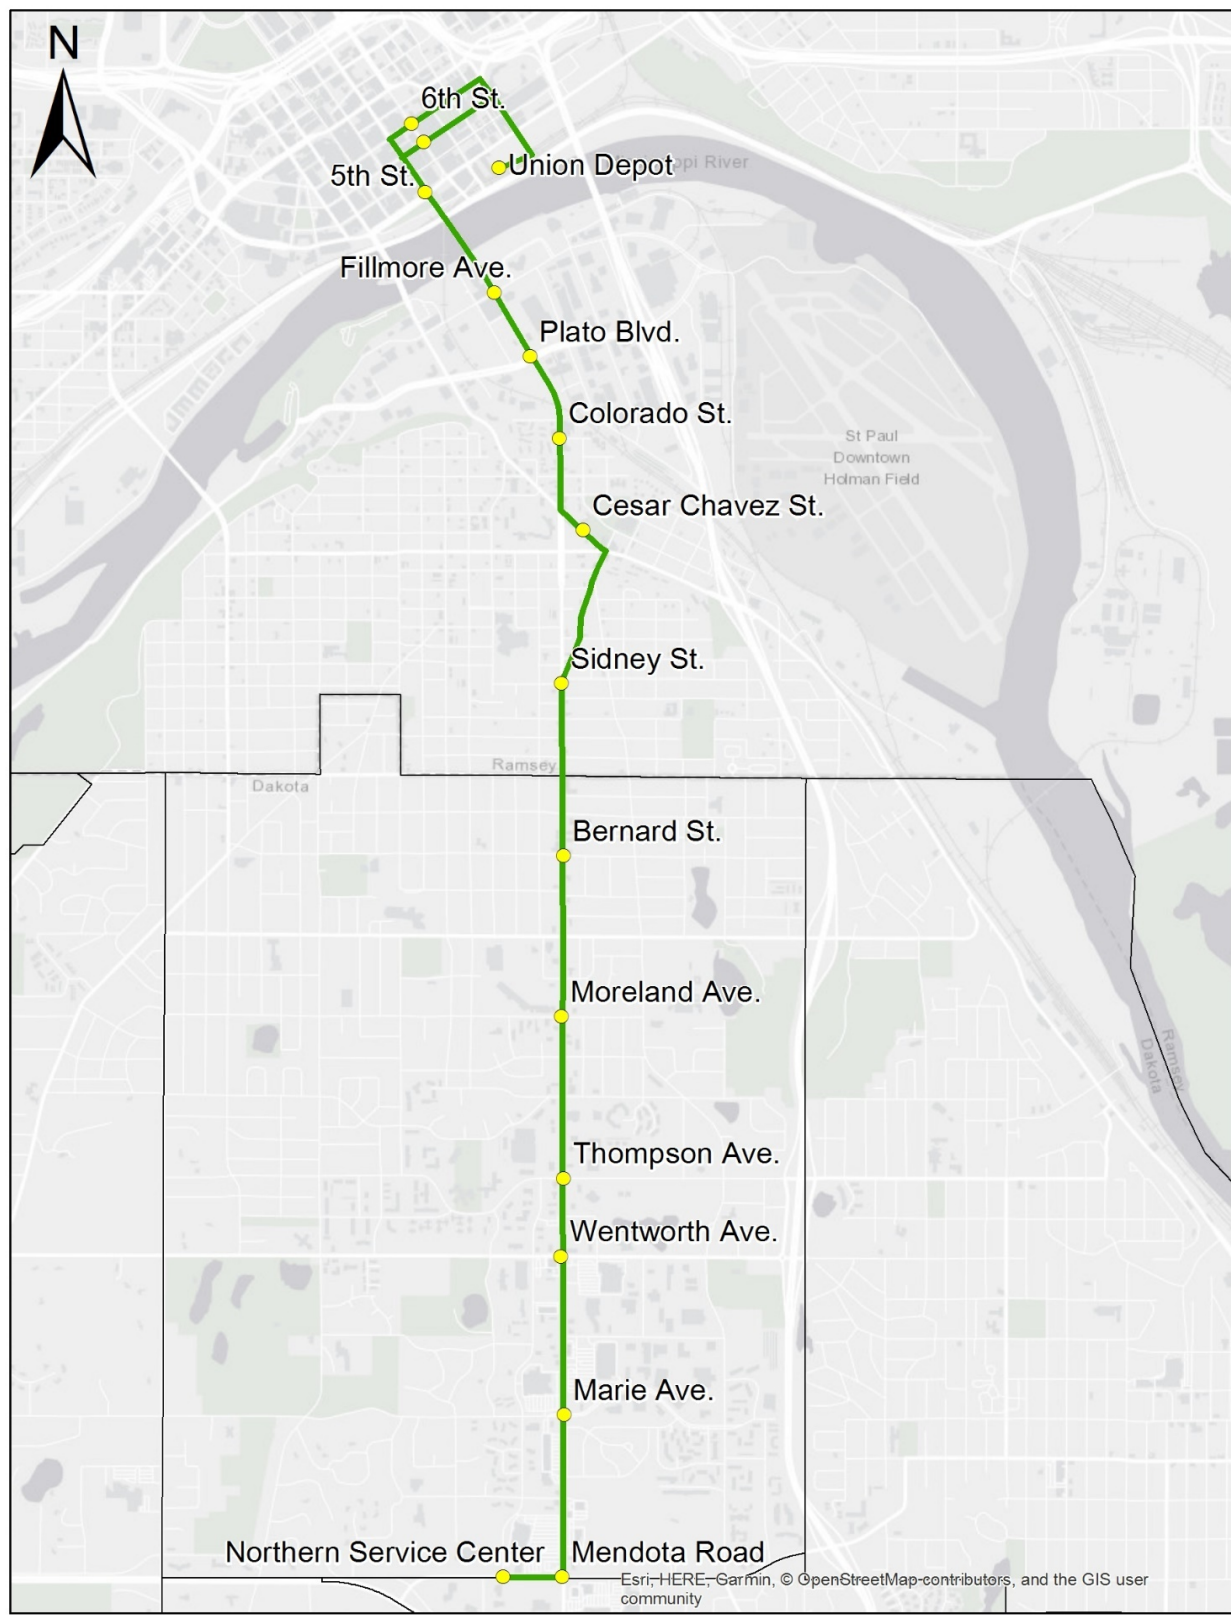 N
6th St.
Union Depot
ppi River
5th St.
Fillmore Ave.
Plato Blvd.
Colorado St.
St Paul
Downtown
Holman Field
Cesar Chavez St.
Sidney St.
Ramsey
Dakota
Bernard St.
Moreland Ave.
Ramsey
Dakota
Thompson Ave.
Wentworth Ave.
Marie Ave.
Northern Service Center
Mendota Road
Esri, HERE, Garmin, © OpenStreetMap contributors, and the GIS user
community